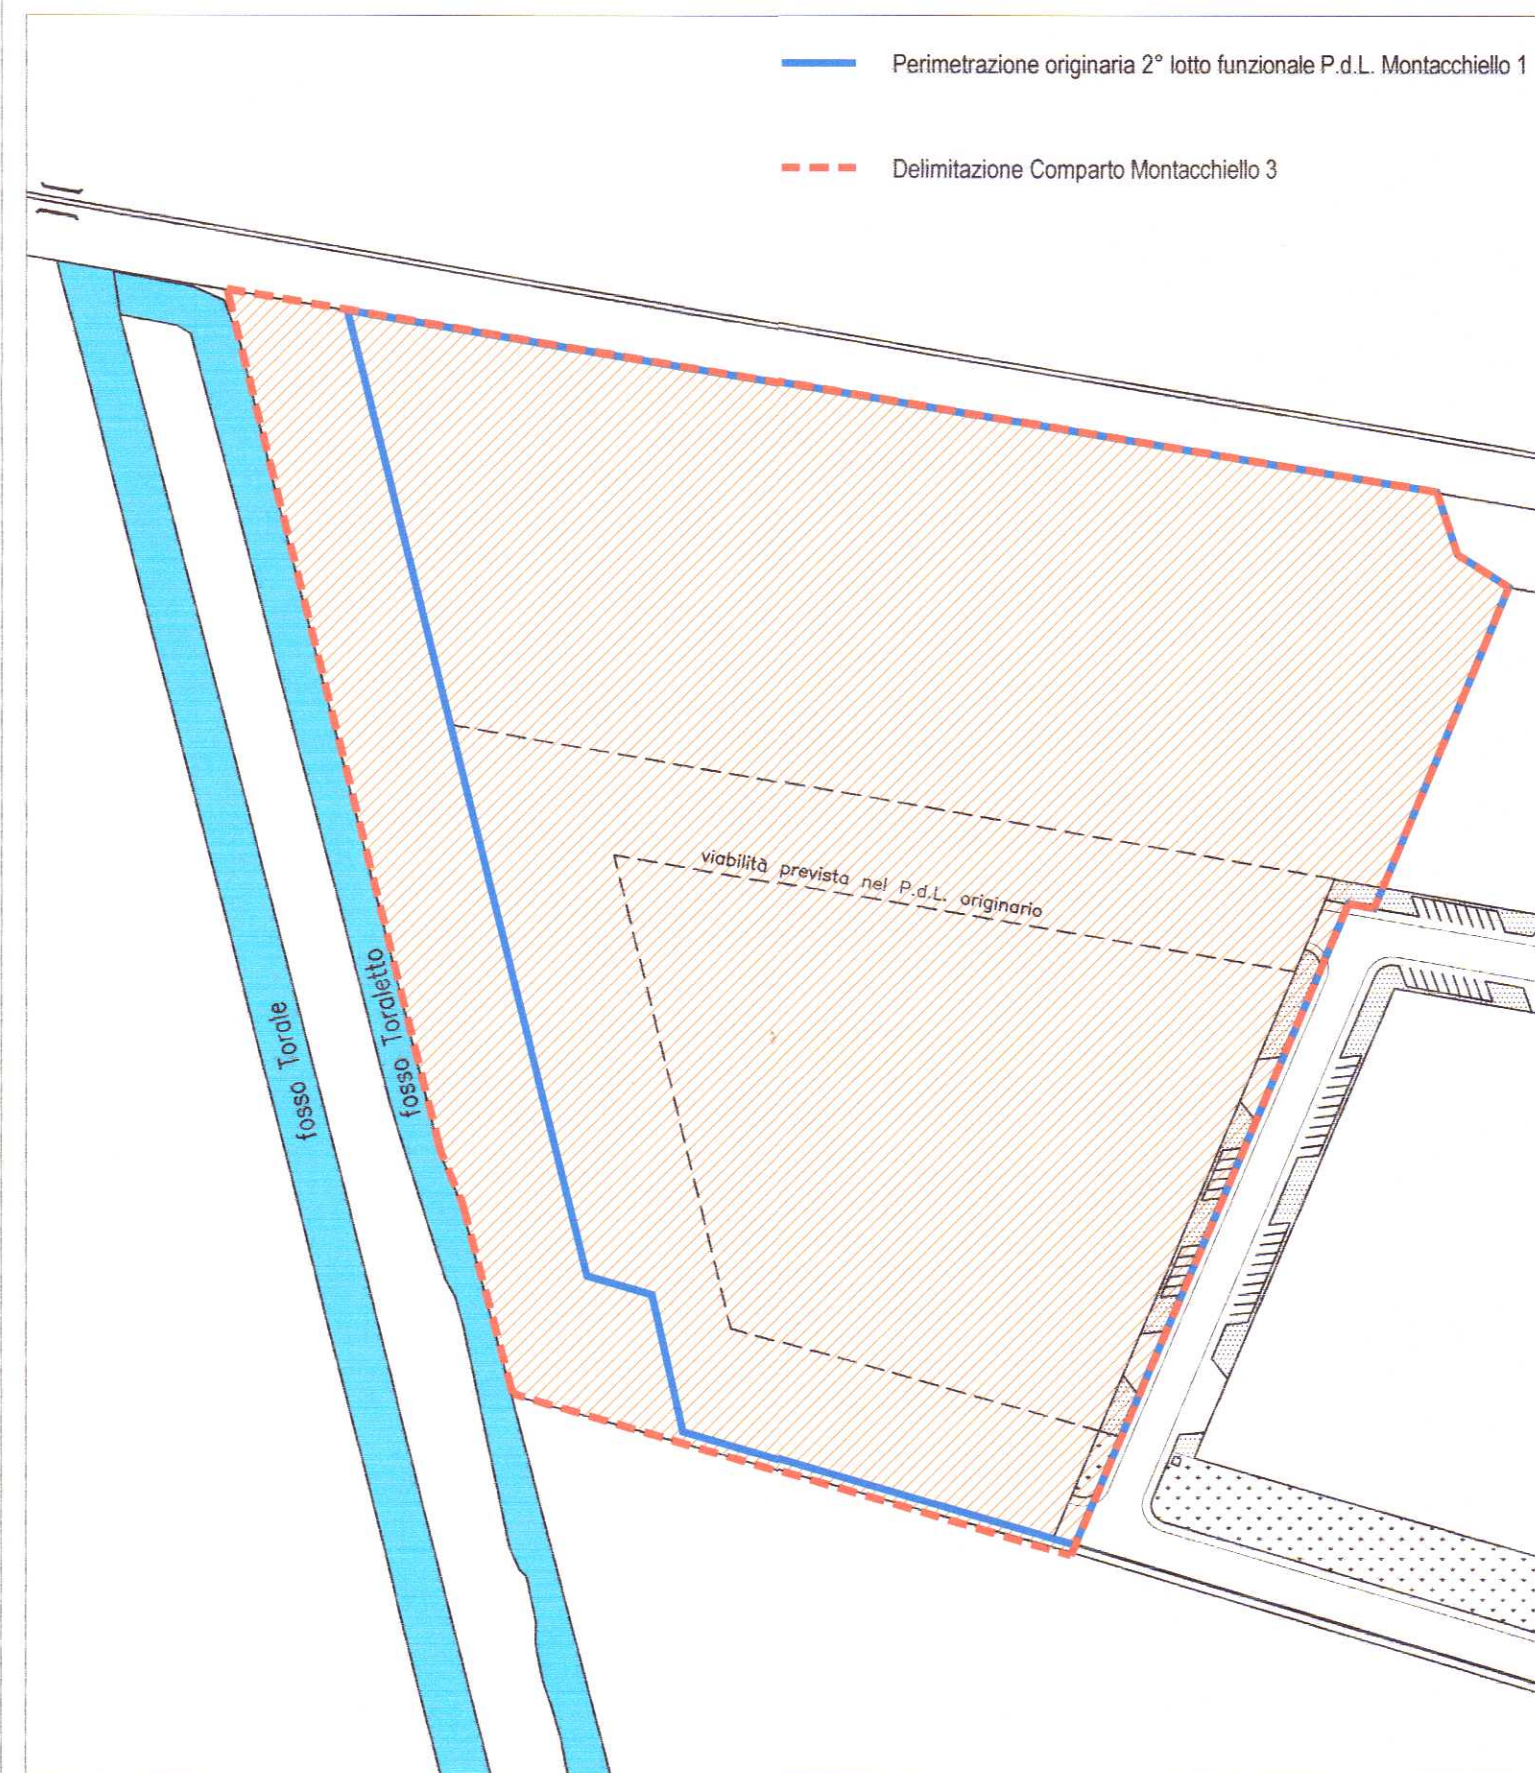 Perimetrazione originaria 2° lotto funzionale P.d.L. Montacchiello 1
Delimitazione Comparto Montacchiello 3
viabilità prevista nel P.d.L. originario
fosso Torale
fosso Toraletto